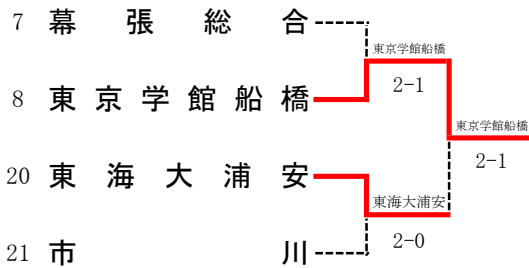 7 幕張総合
東京学館船橋
8 東京学館船橋
2-1
東京学館船橋
20 東海大浦安
2-1
東海大浦安
21 市川
2-0